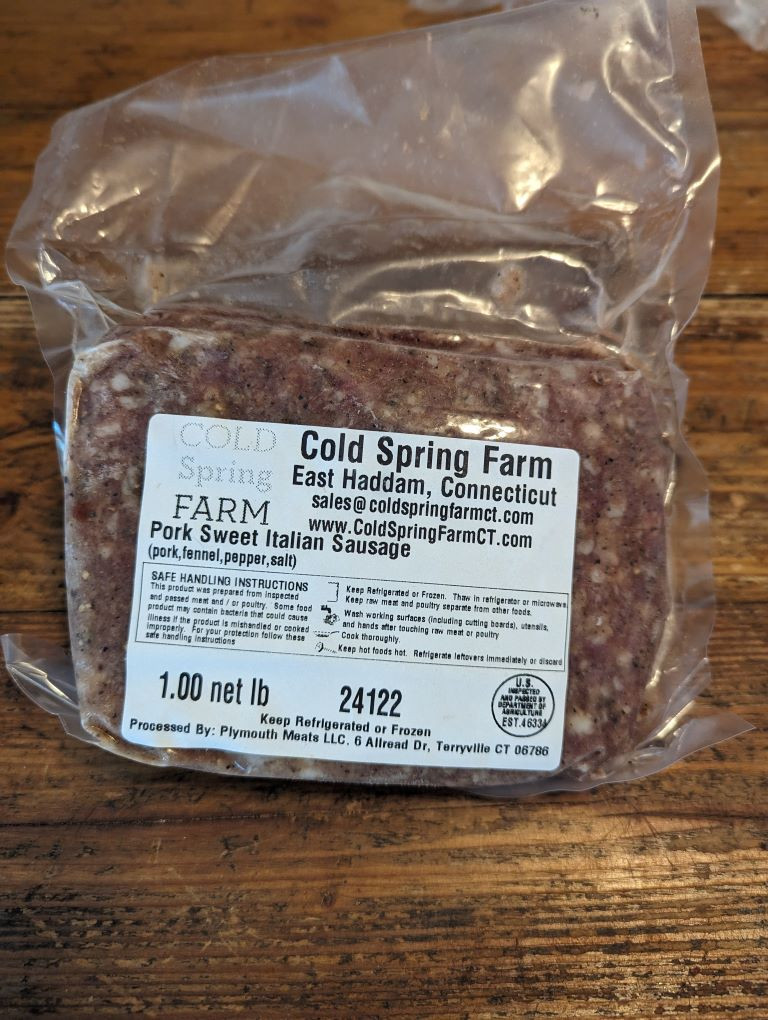 COLD
Spring
FARM
Cold Spring Farm
East Haddam, Connecticut
sales@coldspringfarmct.com
www.ColdSpringFarmCT.com
Pork Sweet Italian Sausage
(pork,fennel,pepper,salt)
SAFE HANDLING INSTRUCTIONS
This product was prepared from inspected
and passed meat and / or poultry. Some food
product may contain bacteria that could cause
illness if the product is mishandled or cooked
improperly. For your protection follow these
safe handling instructions
Keep Refrigerated or Frozen. Thaw in refrigerator or microwave.
Keep raw meat and poultry separate from other foods.
Wash working surfaces (including cutting boards), utensils,
and hands after touching raw meat or poultry
Cook thoroughly.
Keep hot foods hot. Refrigerate leftovers immediately or discard
1.00 net lb
24122
U.S.
INSPECTED
AND PASSED BY
DEPARTMENT OF
AGRICULTURE
EST.46334
Keep Refrigerated or Frozen
Processed By: Plymouth Meats LLC. 6 Allread Dr, Terryville CT 06786